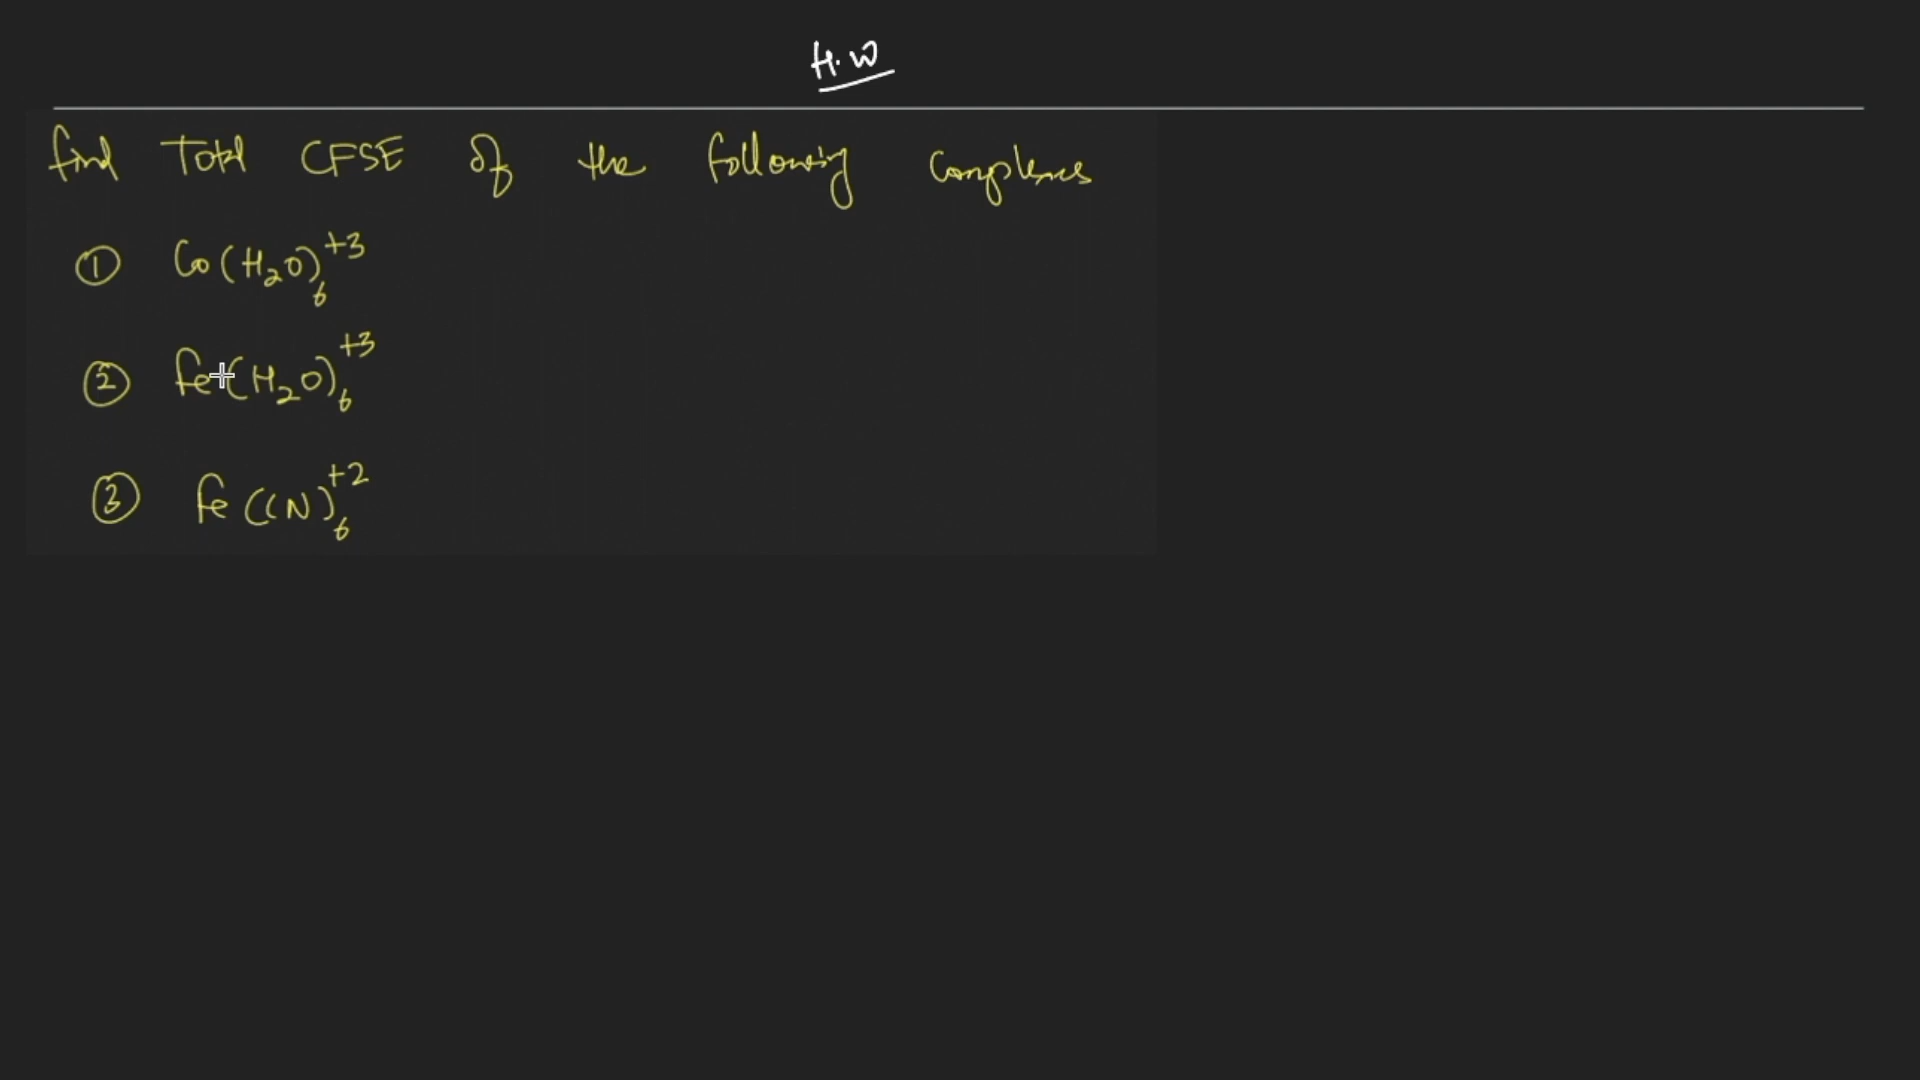 H.W
find Total CFSE of the following Complexes
① Co(H₂O)₆⁺³
② Fe(H₂O)₆⁺³
③ Fe(CN)₆⁺²